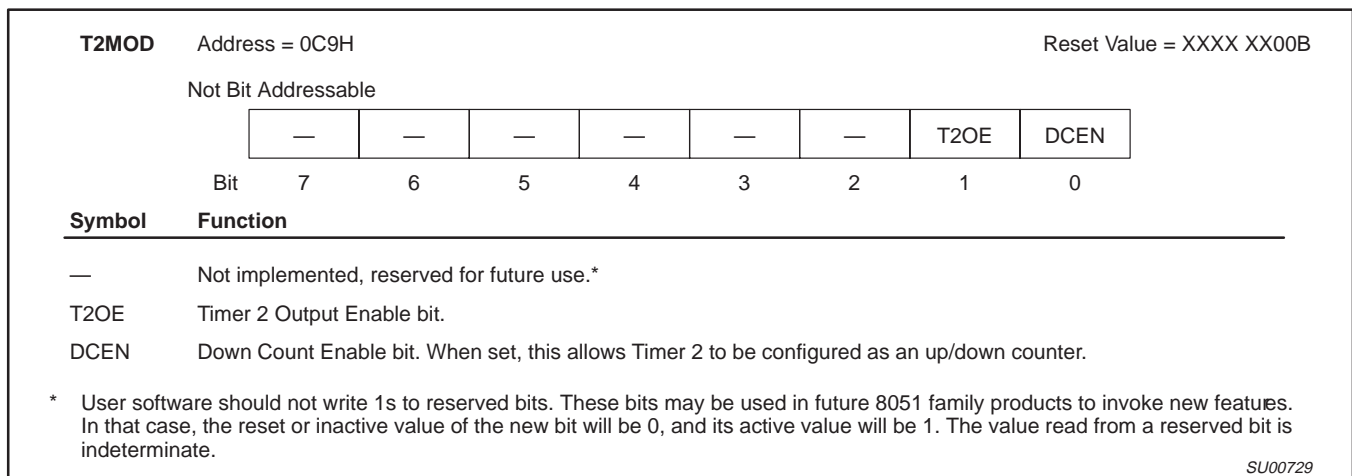 T2MOD Address = 0C9H Reset Value = XXXX XX00B
Not Bit Addressable
— — — — — — T2OE DCEN
Bit 7 6 5 4 3 2 1 0
Symbol Function
— Not implemented, reserved for future use.*
T2OE Timer 2 Output Enable bit.
DCEN Down Count Enable bit. When set, this allows Timer 2 to be configured as an up/down counter.
* User software should not write 1s to reserved bits. These bits may be used in future 8051 family products to invoke new features.
In that case, the reset or inactive value of the new bit will be 0, and its active value will be 1. The value read from a reserved bit is
indeterminate.
SU00729